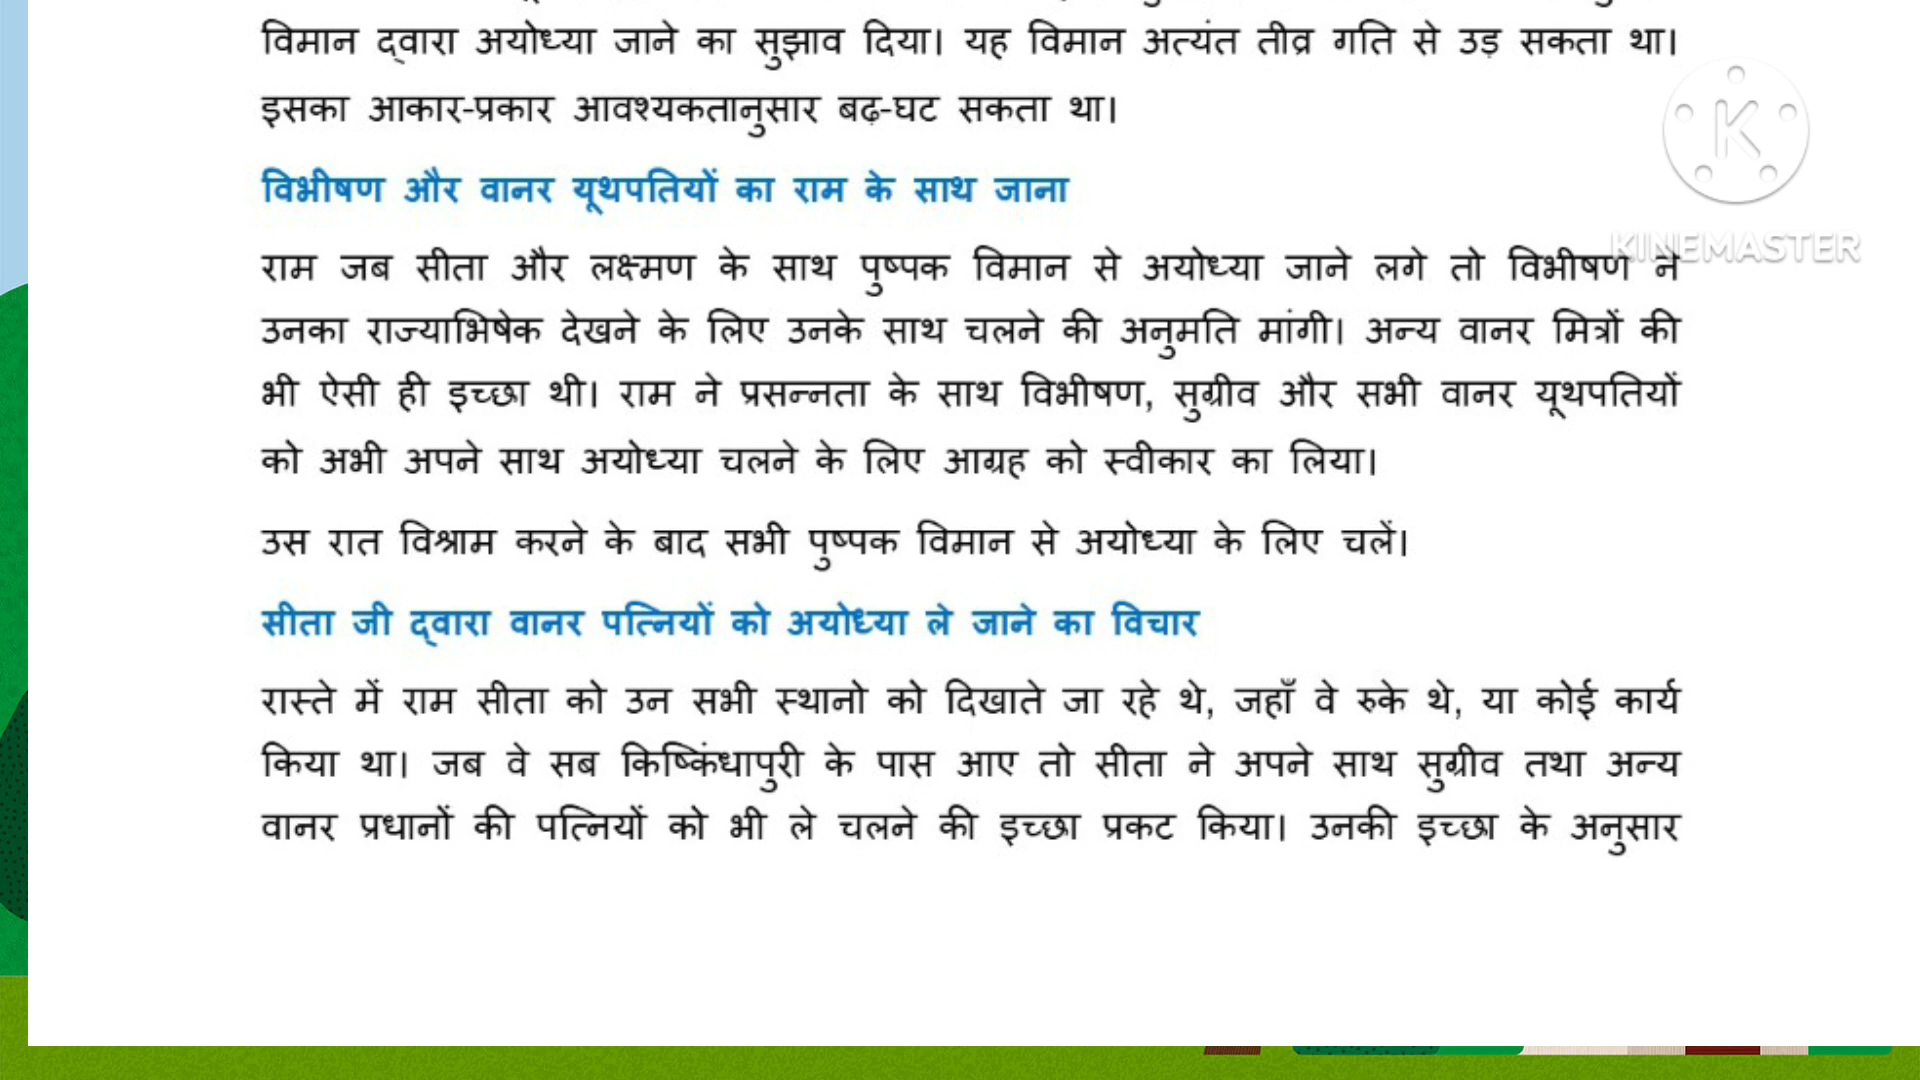 विमान द्वारा अयोध्या जाने का सुझाव दिया। यह विमान अत्यंत तीव्र गति से उड़ सकता था।
इसका आकार-प्रकार आवश्यकतानुसार बढ़-घट सकता था।
K
KINEMASTER
विभीषण और वानर यूथपतियों का राम के साथ जाना
राम जब सीता और लक्ष्मण के साथ पुष्पक विमान से अयोध्या जाने लगे तो विभीषण ने
उनका राज्याभिषेक देखने के लिए उनके साथ चलने की अनुमति मांगी। अन्य वानर मित्रों की
भी ऐसी ही इच्छा थी। राम ने प्रसन्नता के साथ विभीषण, सुग्रीव और सभी वानर यूथपतियों
को अभी अपने साथ अयोध्या चलने के लिए आग्रह को स्वीकार का लिया।
उस रात विश्राम करने के बाद सभी पुष्पक विमान से अयोध्या के लिए चलें।
सीता जी द्वारा वानर पत्नियों को अयोध्या ले जाने का विचार
रास्ते में राम सीता को उन सभी स्थानो को दिखाते जा रहे थे, जहाँ वे रुके थे, या कोई कार्य
किया था। जब वे सब किष्किंधापुरी के पास आए तो सीता ने अपने साथ सुग्रीव तथा अन्य
वानर प्रधानों की पत्नियों को भी ले चलने की इच्छा प्रकट किया। उनकी इच्छा के अनुसार